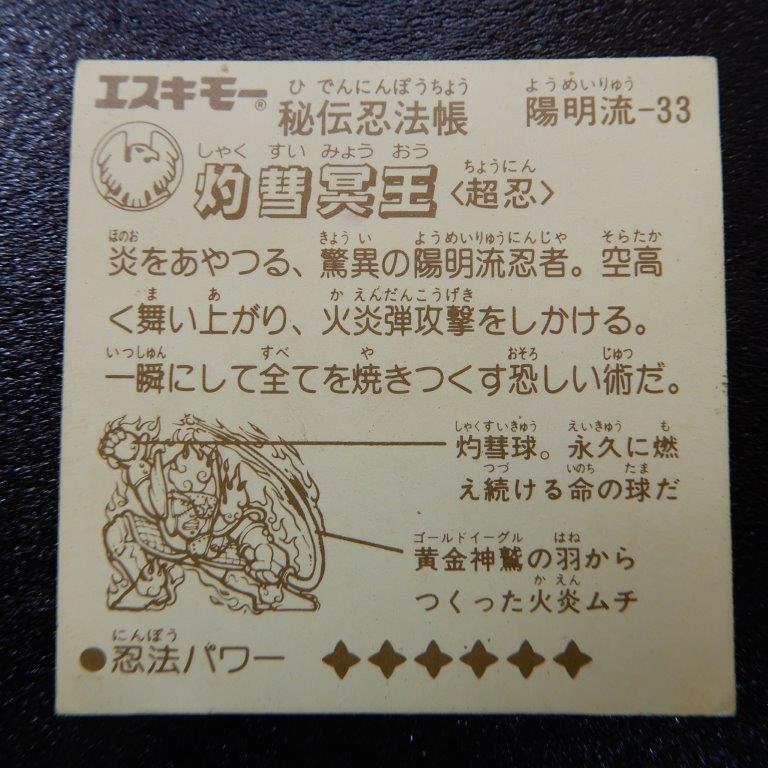 エスキモー® 秘伝忍法帳 陽明流-33
ひでんにんぽうちょう ようめいりゅう
しゃく すい みょう おう ちょうにん
灼彗冥王〈超忍〉
ほのお きょうい ようめいりゅうにんじゃ そらたか
炎をあやつる、驚異の陽明流忍者。空高
ま あ かえんだんこうげき
く舞い上がり、火炎弾攻撃をしかける。
いっしゅん すべ や おそろ じゅつ
一瞬にして全てを焼きつくす恐しい術だ。
しゃくすいきゅう えいきゅう も
灼彗球。永久に燃
つづ いのち たま
え続ける命の球だ
ゴールドイーグル はね
黄金神鷲の羽から
かえん
つくった火炎ムチ
にんぽう
●忍法パワー